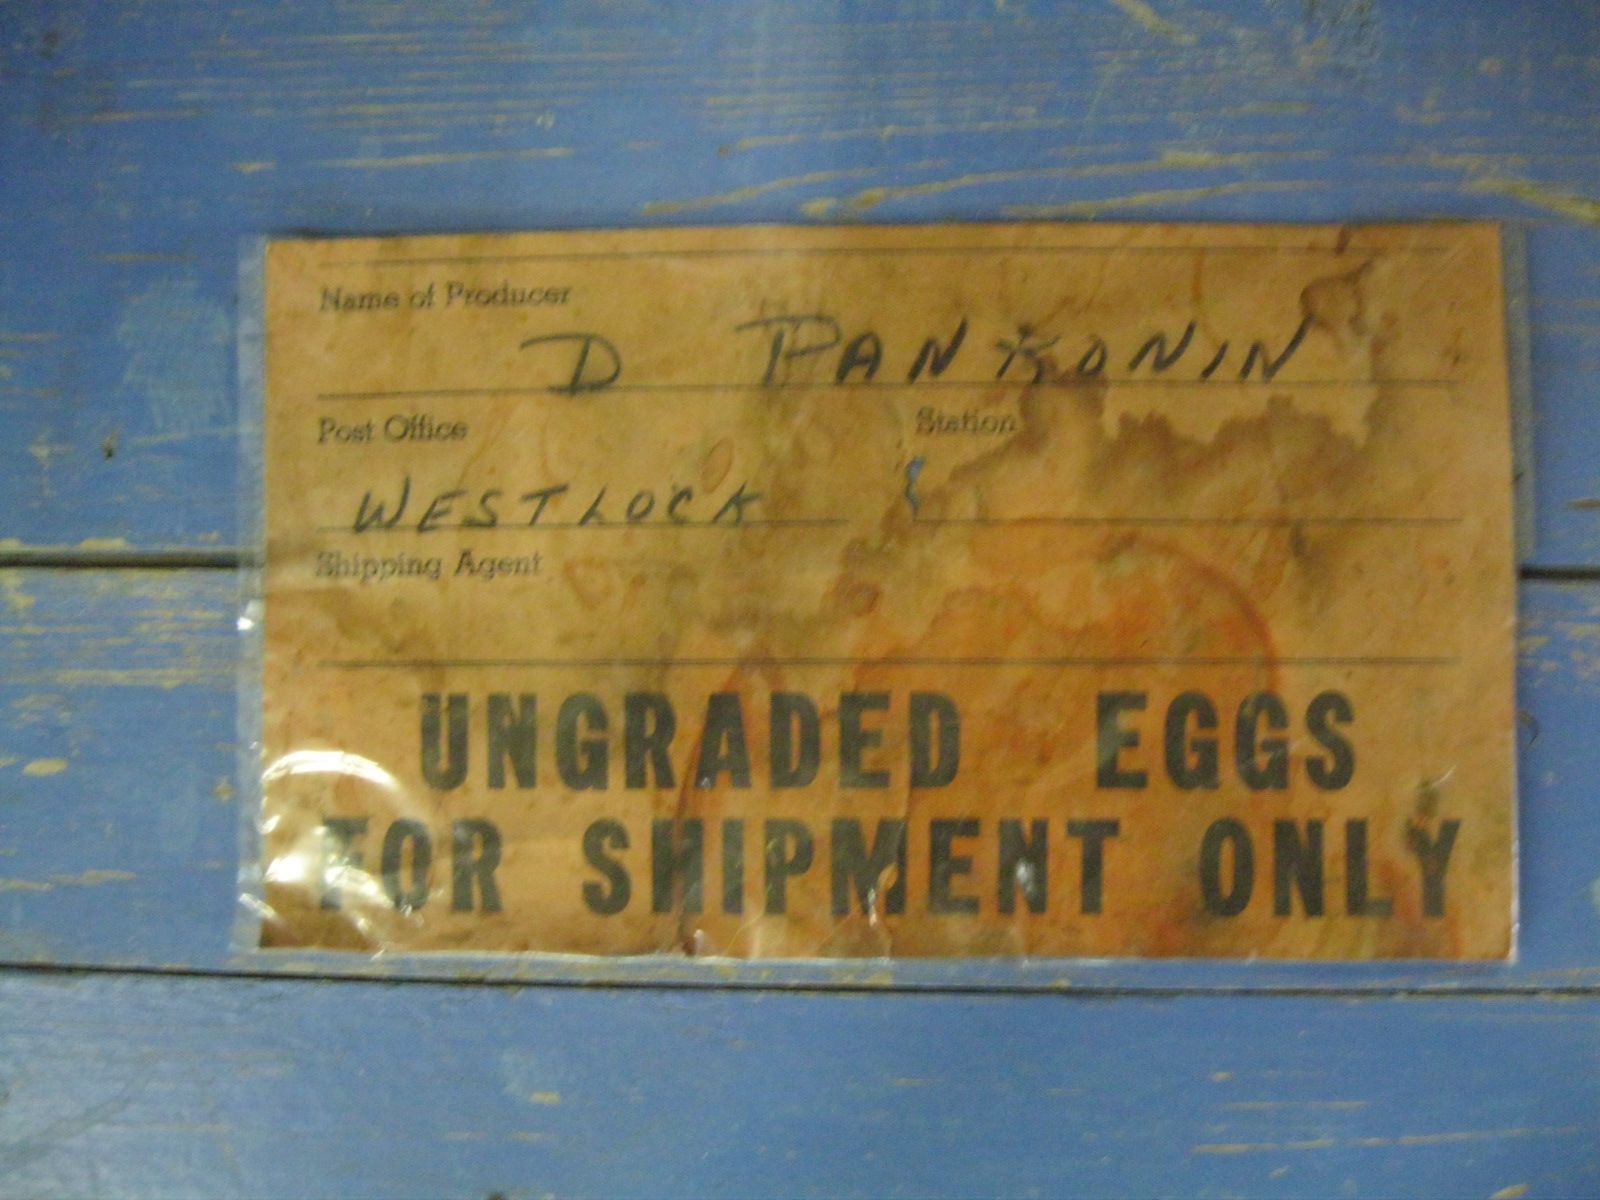 Name of Producer
D PANKONIN
Post Office
Station
WESTLOCK
Shipping Agent
UNGRADED EGGS
FOR SHIPMENT ONLY